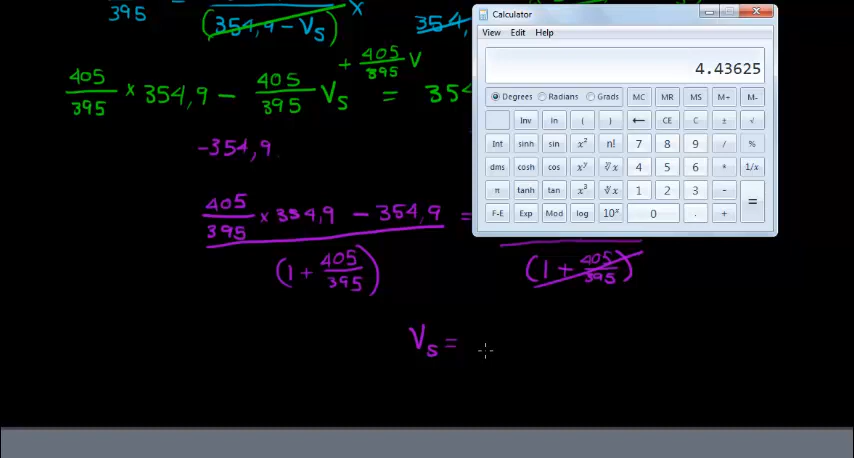 395 (354,9 - Vs) x 354,
Calculator
View Edit Help
4.43625
405/395 × 354,9 - 405/395 Vs + 405/395 V = 354
Degrees Radians Grads MC MR MS M+ M-
Inv ln ( ) ← CE C ± √
-354,9
Int sinh sin x² n! 7 8 9 / %
dms cosh cos xʸ ʸ√x 4 5 6 * 1/x
π tanh tan x³ ³√x 1 2 3 - =
F-E Exp Mod log 10ˣ 0 . +
405/395 × 354,9 - 354,9 =
(1 + 405/395) (1 + 405/395)
Vs =